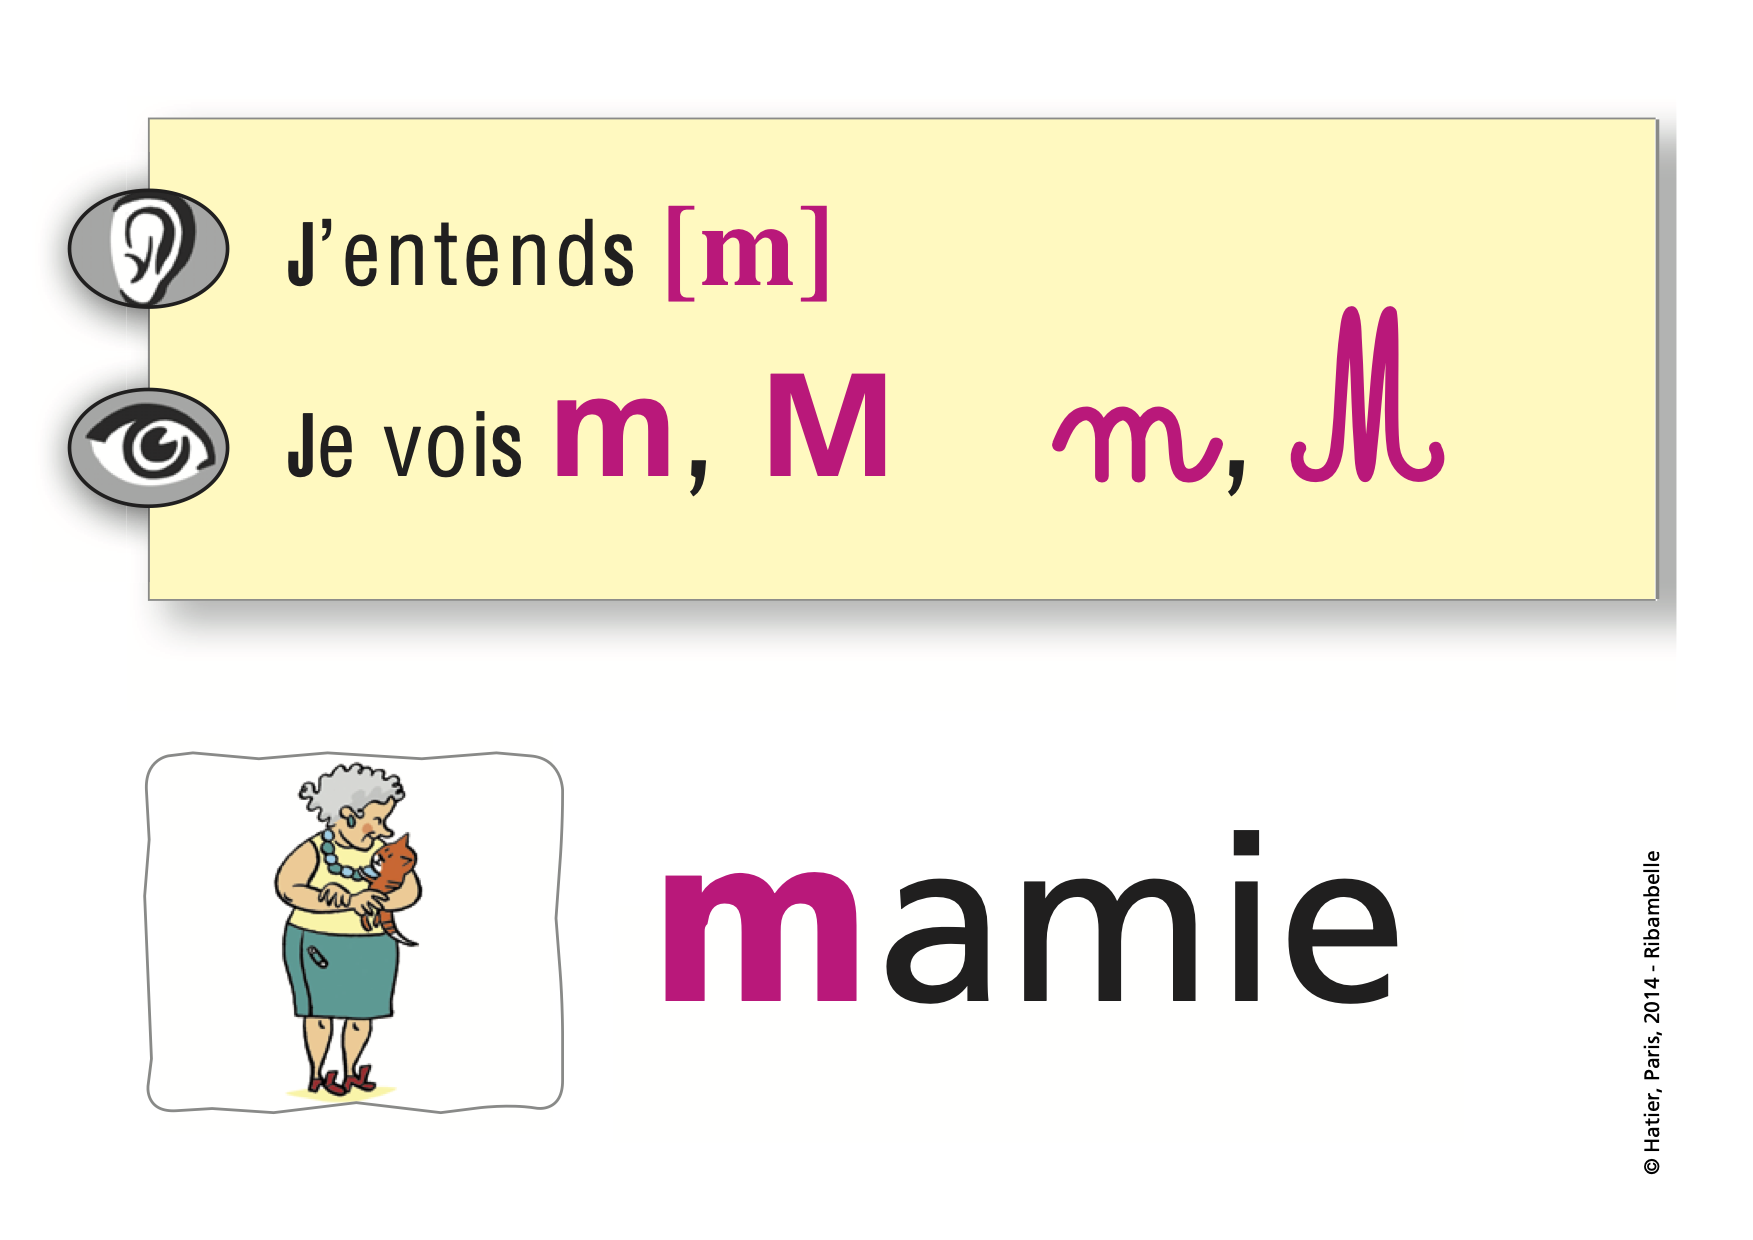 J’entends [m]
Je vois m, M m, M
mamie
© Hatier, Paris, 2014 - Ribambelle